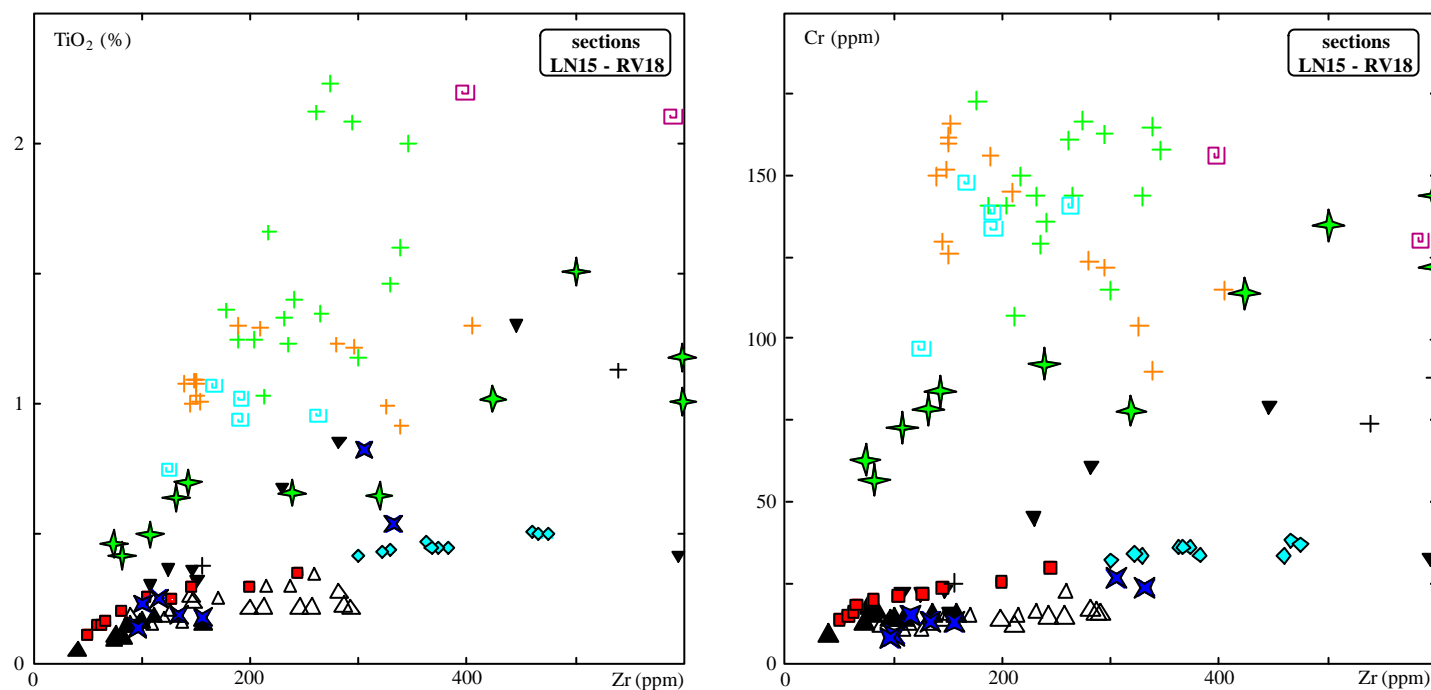 TiO₂ (%)
sections
LN15 - RV18
2
1
0
0
200
400
Zr (ppm)
Cr (ppm)
sections
LN15 - RV18
150
100
50
0
200
400
Zr (ppm)